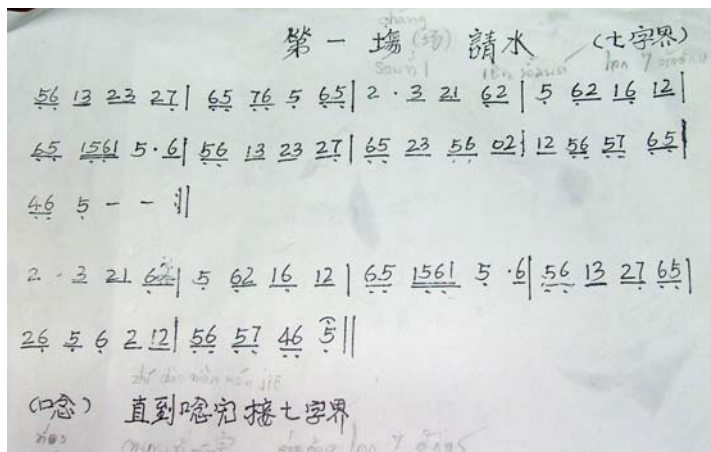 第一塲(场) 請水 (七字界)
56 13 23 27 | 65 76 5 65 | 2 · 3 21 62 | 5 62 16 12 |
65 1561 5 · 6 | 56 13 23 27 | 65 23 56 02 | 12 56 57 65 |
46 5 – – :||
2 · 3 21 62 | 5 62 16 12 | 65 1561 5 · 6 | 56 13 27 65 |
26 5 6 2 12 | 56 57 46 5 ||
(唸) 直到唸完接七字界